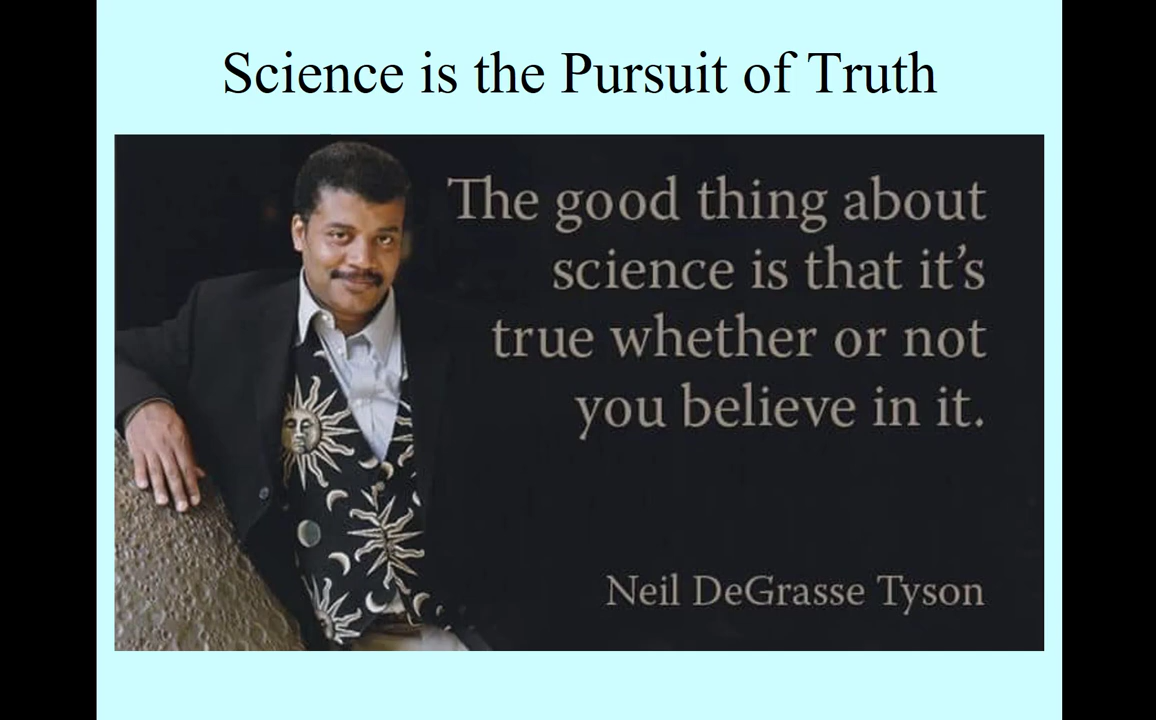 Science is the Pursuit of Truth
The good thing about
science is that it’s
true whether or not
you believe in it.
Neil DeGrasse Tyson